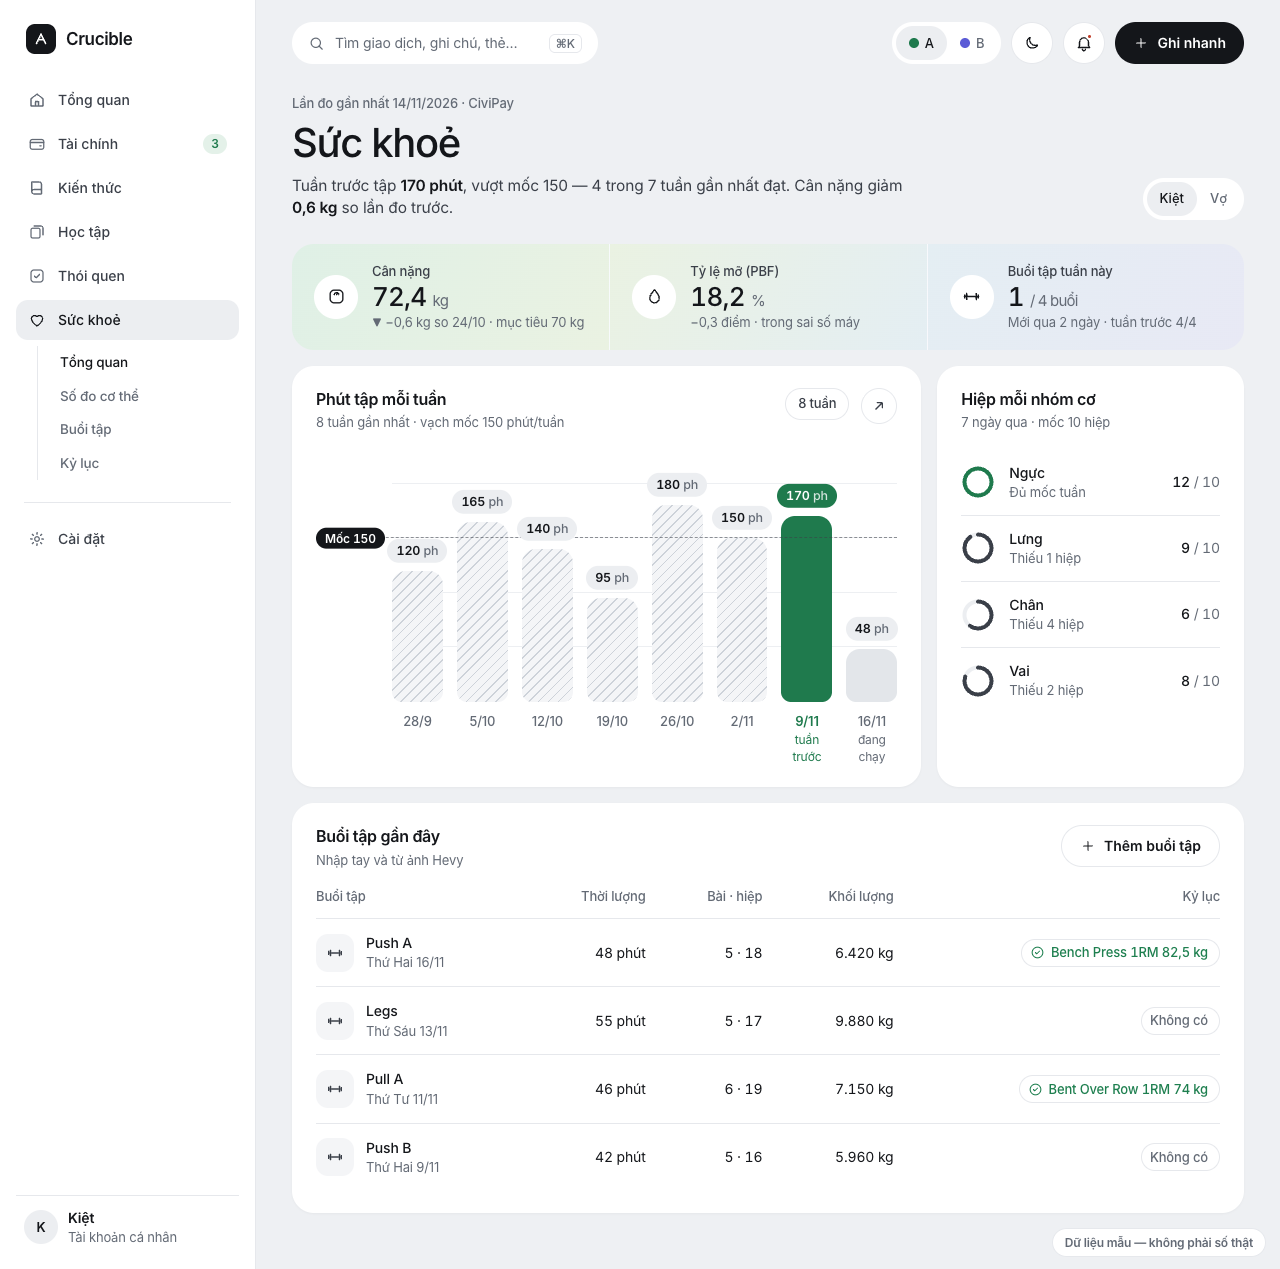 Crucible
Tìm giao dịch, ghi chú, thẻ... ⌘K
A
B
Ghi nhanh
Tổng quan
Tài chính 3
Kiến thức
Học tập
Thói quen
Sức khoẻ
Tổng quan
Số đo cơ thể
Buổi tập
Kỷ lục
Cài đặt
Kiệt
K
Tài khoản cá nhân
Lần đo gần nhất 14/11/2026 · CiviPay
Sức khoẻ
Tuần trước tập 170 phút, vượt mốc 150 — 4 trong 7 tuần gần nhất đạt. Cân nặng giảm
0,6 kg so lần đo trước.
Kiệt Vợ
Cân nặng
72,4 kg
▼ −0,6 kg so 24/10 · mục tiêu 70 kg
Tỷ lệ mỡ (PBF)
18,2 %
−0,3 điểm · trong sai số máy
Buổi tập tuần này
1 / 4 buổi
Mới qua 2 ngày · tuần trước 4/4
Phút tập mỗi tuần
8 tuần gần nhất · vạch mốc 150 phút/tuần
8 tuần
Mốc 150
120 ph
165 ph
140 ph
95 ph
180 ph
150 ph
170 ph
48 ph
28/9
5/10
12/10
19/10
26/10
2/11
9/11
tuần
trước
16/11
đang
chạy
Hiệp mỗi nhóm cơ
7 ngày qua · mốc 10 hiệp
Ngực
Đủ mốc tuần
12 / 10
Lưng
Thiếu 1 hiệp
9 / 10
Chân
Thiếu 4 hiệp
6 / 10
Vai
Thiếu 2 hiệp
8 / 10
Buổi tập gần đây
Nhập tay và từ ảnh Hevy
Thêm buổi tập
Buổi tập Thời lượng Bài · hiệp Khối lượng Kỷ lục
Push A
Thứ Hai 16/11
48 phút 5 · 18 6.420 kg Bench Press 1RM 82,5 kg
Legs
Thứ Sáu 13/11
55 phút 5 · 17 9.880 kg Không có
Pull A
Thứ Tư 11/11
46 phút 6 · 19 7.150 kg Bent Over Row 1RM 74 kg
Push B
Thứ Hai 9/11
42 phút 5 · 16 5.960 kg Không có
Dữ liệu mẫu — không phải số thật